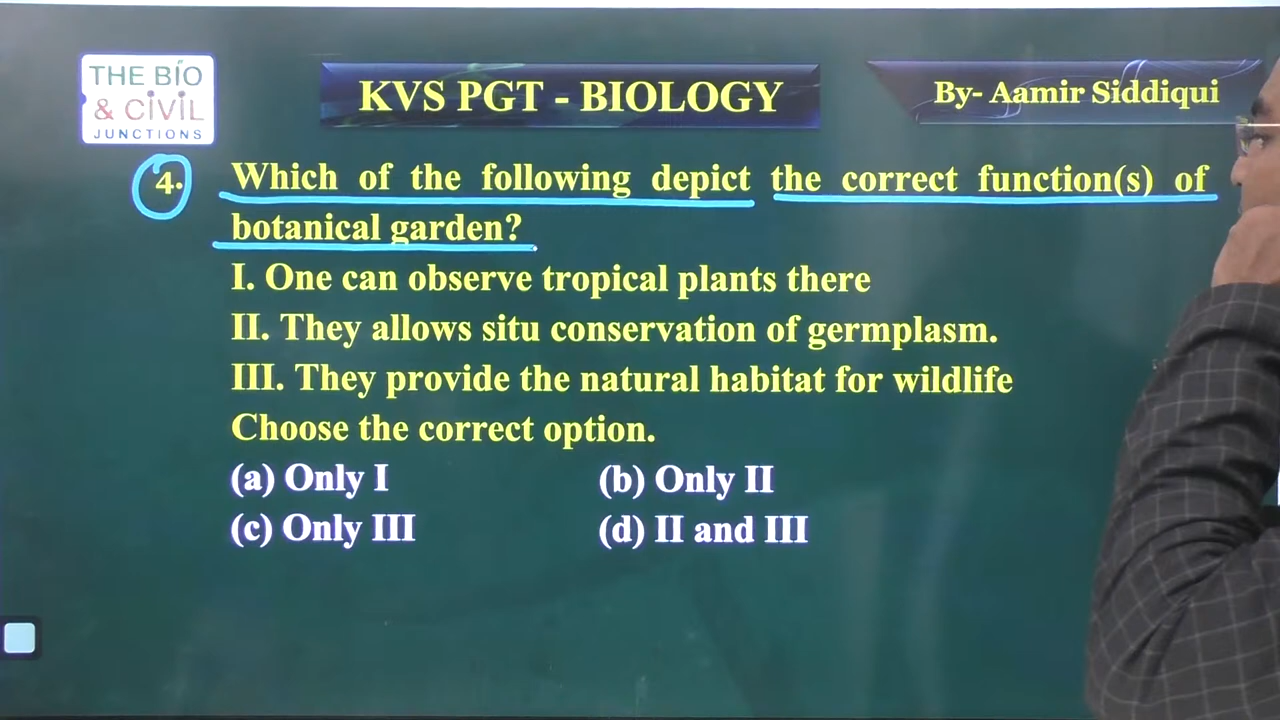 THE BIO
& CIVIL
JUNCTIONS
KVS PGT - BIOLOGY
By- Aamir Siddiqui
4. Which of the following depict the correct function(s) of
botanical garden?
I. One can observe tropical plants there
II. They allows situ conservation of germplasm.
III. They provide the natural habitat for wildlife
Choose the correct option.
(a) Only I (b) Only II
(c) Only III (d) II and III